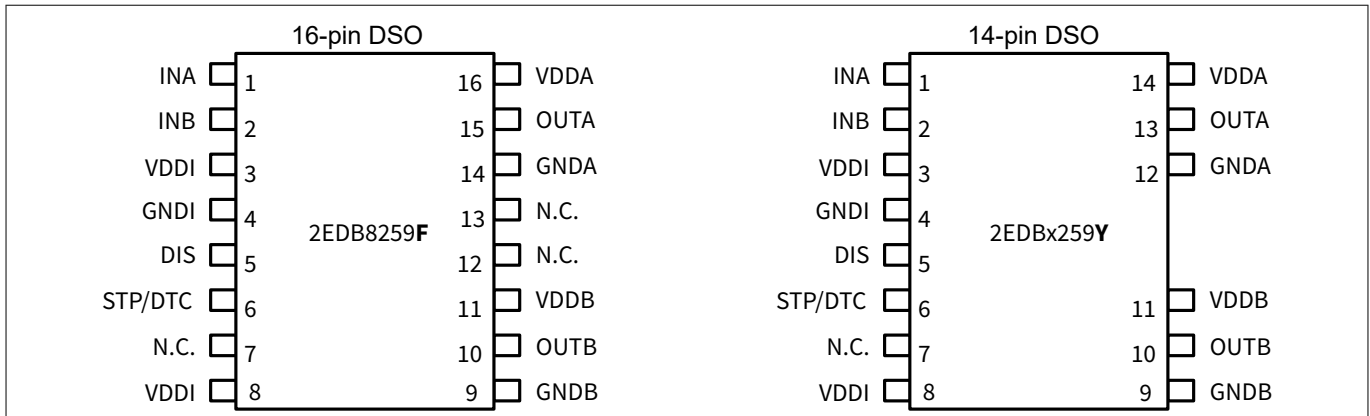 16-pin DSO
INA 1 16 VDDA
INB 2 15 OUTA
VDDI 3 14 GNDA
GNDI 4 13 N.C.
2EDB8259F
DIS 5 12 N.C.
STP/DTC 6 11 VDDB
N.C. 7 10 OUTB
VDDI 8 9 GNDB
14-pin DSO
INA 1 14 VDDA
INB 2 13 OUTA
VDDI 3 12 GNDA
GNDI 4
2EDBx259Y
DIS 5
STP/DTC 6 11 VDDB
N.C. 7 10 OUTB
VDDI 8 9 GNDB